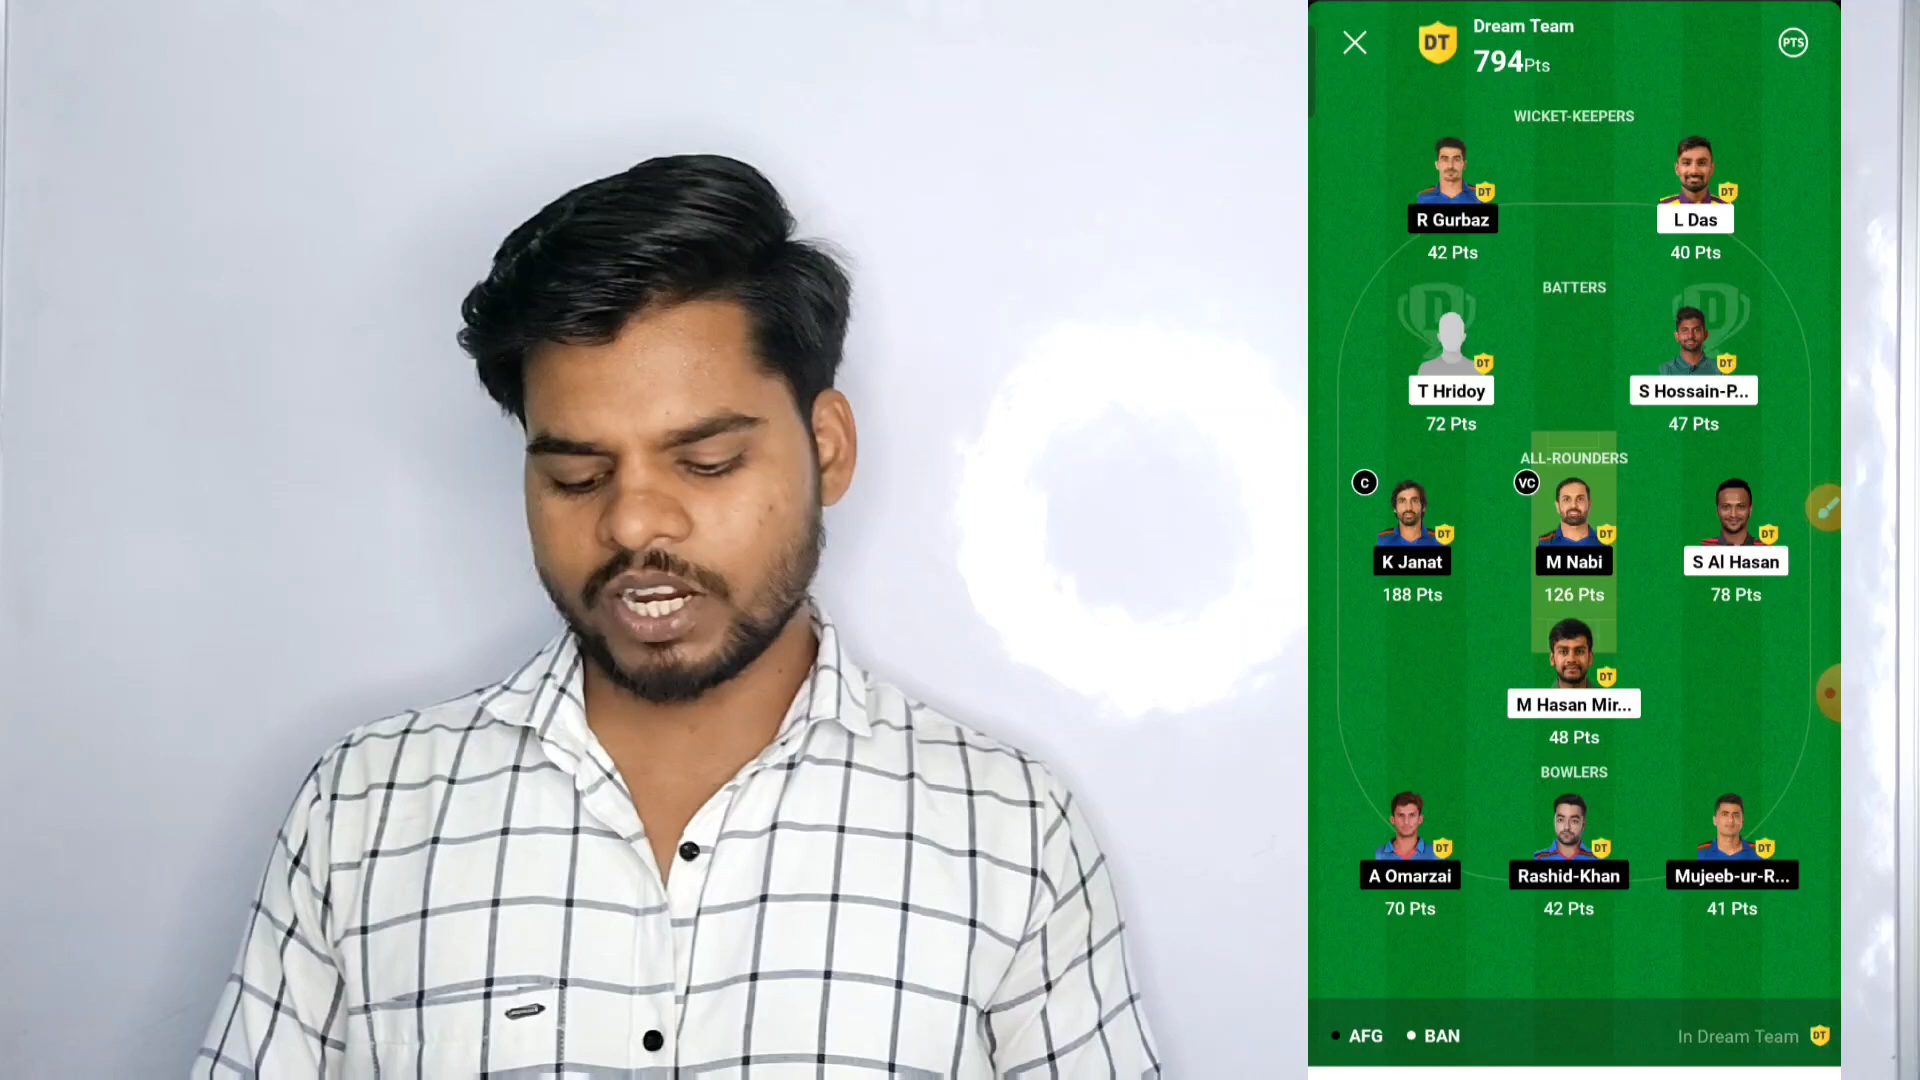 DT
Dream Team
794Pts
PTS
WICKET-KEEPERS
DT DT
R Gurbaz L Das
42 Pts 40 Pts
BATTERS
D D
DT DT
T Hridoy S Hossain-P...
72 Pts 47 Pts
ALL-ROUNDERS
C VC
DT DT DT
K Janat M Nabi S Al Hasan
188 Pts 126 Pts 78 Pts
DT
M Hasan Mir...
48 Pts
BOWLERS
DT DT DT
A Omarzai Rashid-Khan Mujeeb-ur-R...
70 Pts 42 Pts 41 Pts
AFG BAN In Dream Team DT